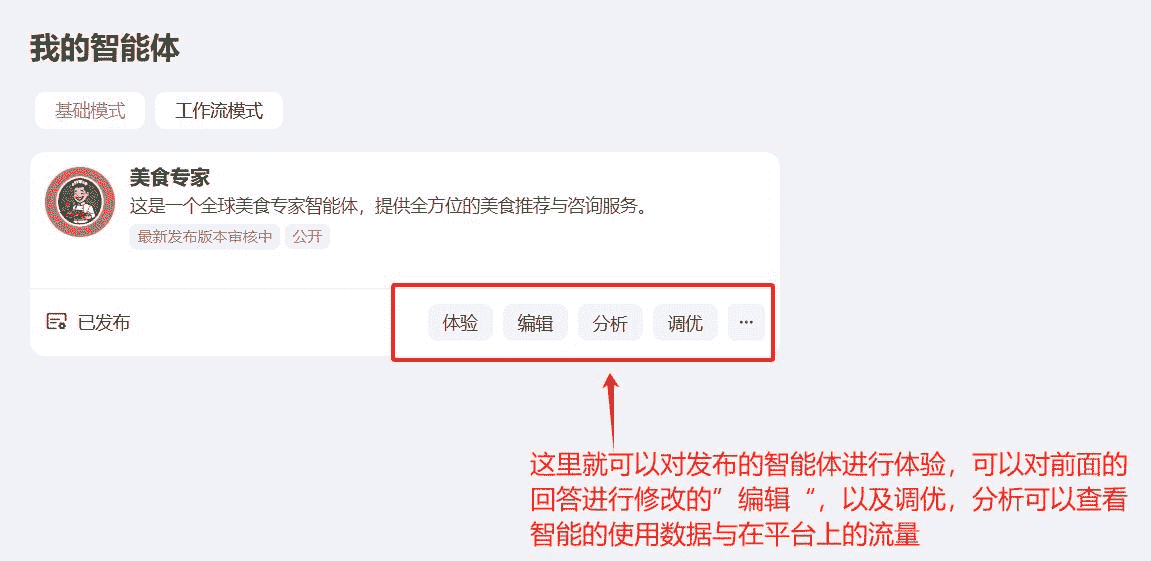 我的智能体
基础模式 工作流模式
美食专家
这是一个全球美食专家智能体，提供全方位的美食推荐与咨询服务。
最新发布版本审核中 公开
已发布 体验 编辑 分析 调优 ···
这里就可以对发布的智能体进行体验，可以对前面的
回答进行修改的”编辑“，以及调优，分析可以查看
智能的使用数据与在平台上的流量